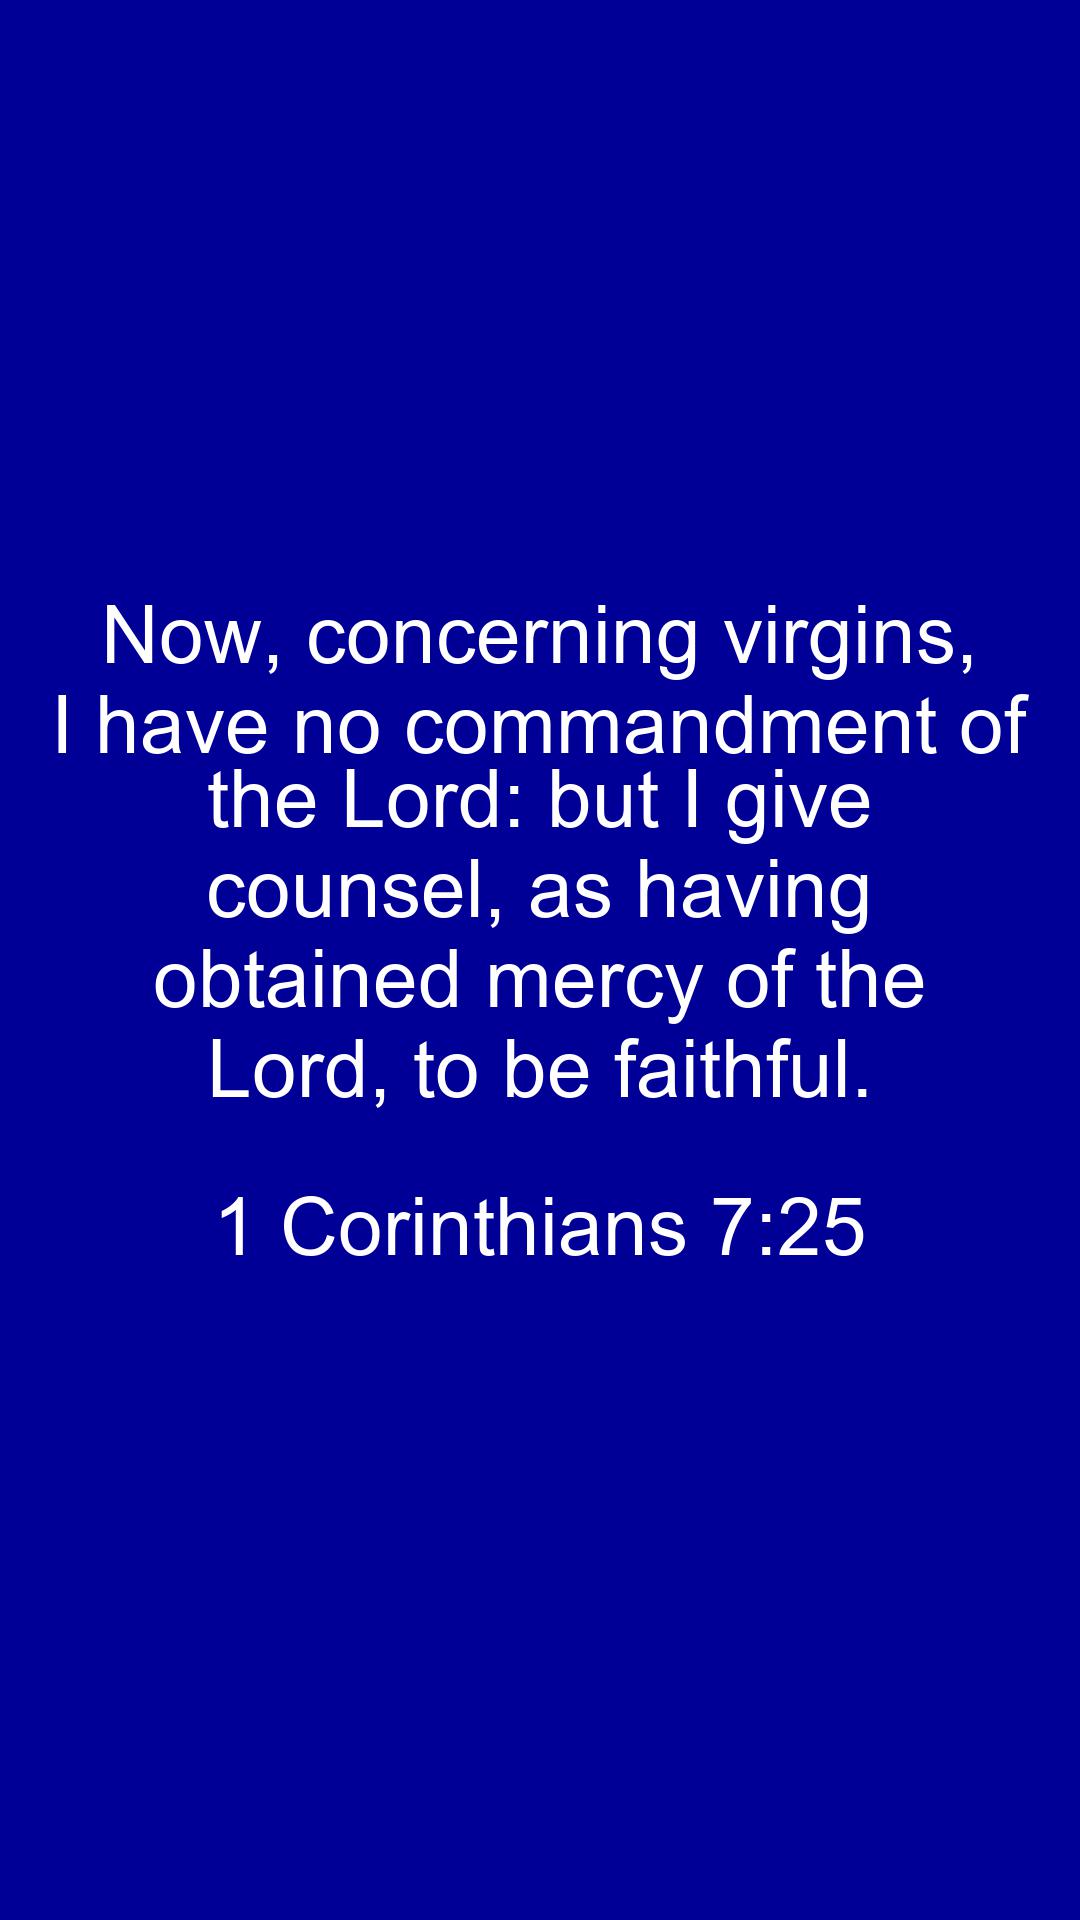 Now, concerning virgins,
I have no commandment of
the Lord: but I give
counsel, as having
obtained mercy of the
Lord, to be faithful.
1 Corinthians 7:25